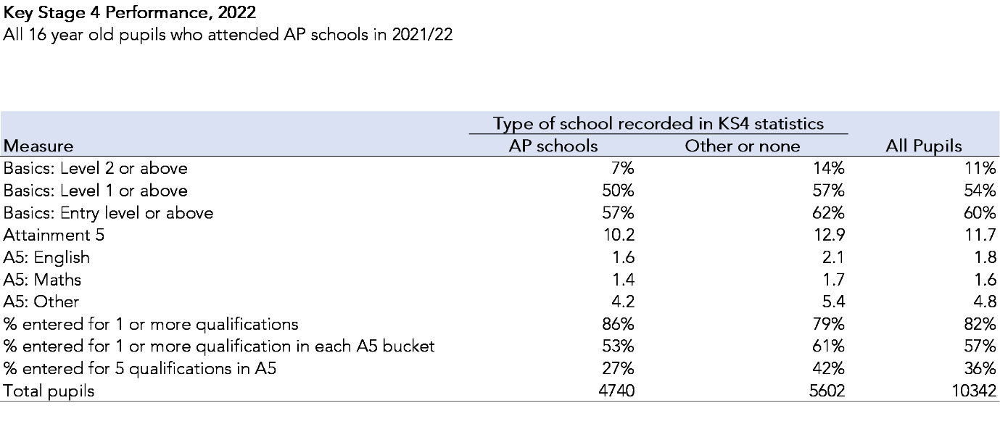 Key Stage 4 Performance, 2022
All 16 year old pupils who attended AP schools in 2021/22
Type of school recorded in KS4 statistics
Measure AP schools Other or none All Pupils
Basics: Level 2 or above 7% 14% 11%
Basics: Level 1 or above 50% 57% 54%
Basics: Entry level or above 57% 62% 60%
Attainment 5 10.2 12.9 11.7
A5: English 1.6 2.1 1.8
A5: Maths 1.4 1.7 1.6
A5: Other 4.2 5.4 4.8
% entered for 1 or more qualifications 86% 79% 82%
% entered for 1 or more qualification in each A5 bucket 53% 61% 57%
% entered for 5 qualifications in A5 27% 42% 36%
Total pupils 4740 5602 10342